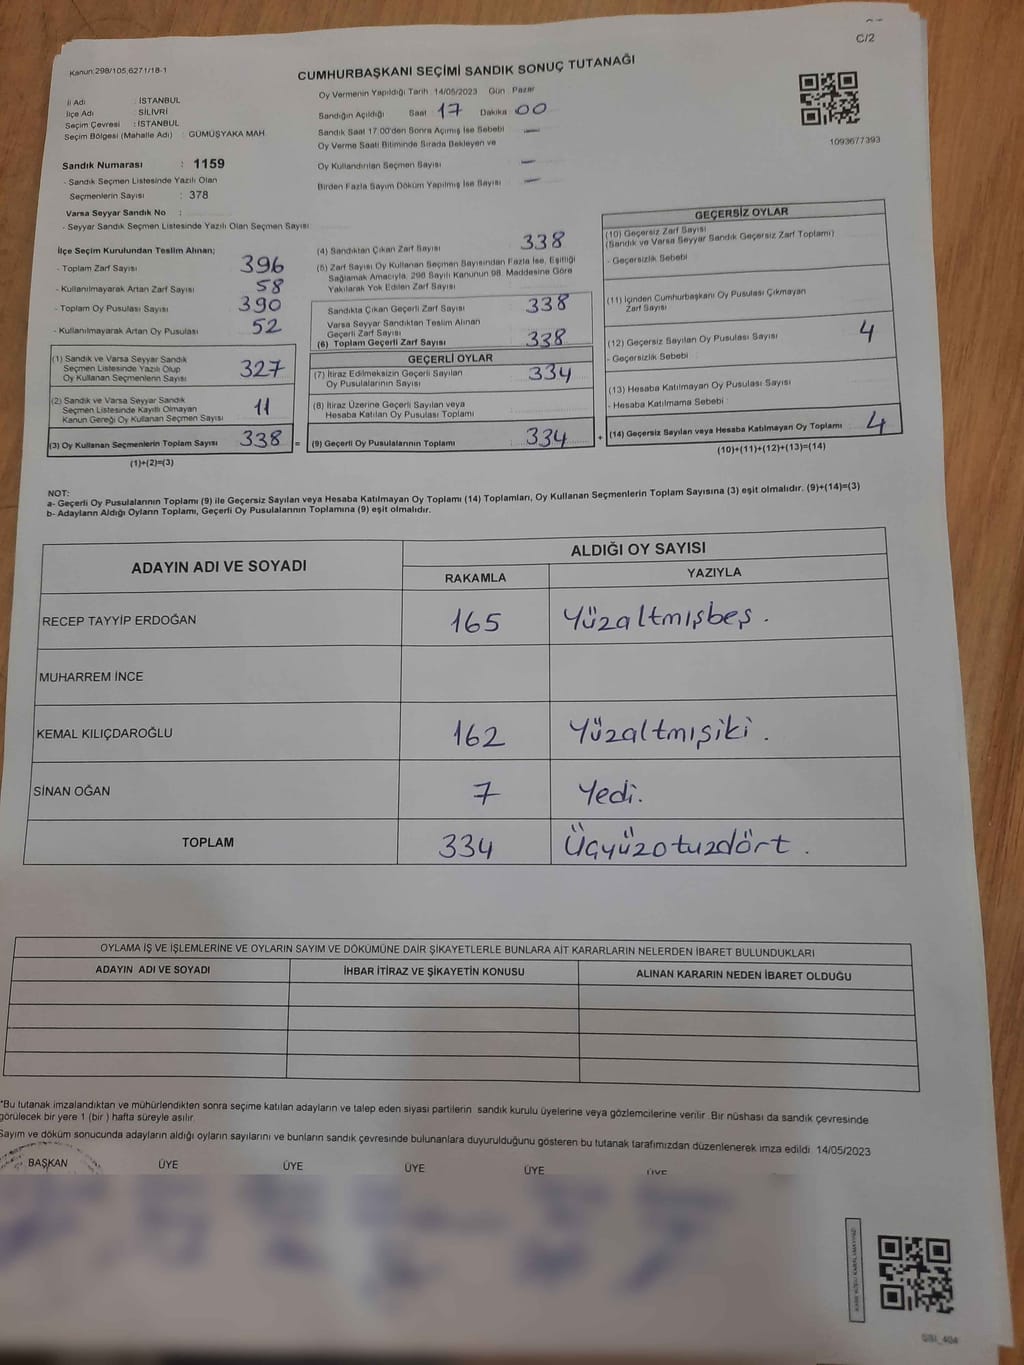 C/2
Kanun:298/105,6271/18-1
CUMHURBAŞKANI SEÇİMİ SANDIK SONUÇ TUTANAĞI
İl Adı : İSTANBUL
İlçe Adı : SİLİVRİ
Seçim Çevresi : İSTANBUL
Seçim Bölgesi (Mahalle Adı) : GÜMÜŞYAKA MAH.
Sandık Numarası : 1159
- Sandık Seçmen Listesinde Yazılı Olan
Seçmenlerin Sayısı : 378
Varsa Seyyar Sandık No :
- Seyyar Sandık Seçmen Listesinde Yazılı Olan Seçmen Sayısı
Oy Vermenin Yapıldığı Tarih : 14/05/2023 Gün : Pazar
Sandığın Açıldığı Saat 17 Dakika 00
Sandık Saat 17.00'den Sonra Açımış İse Sebebi —
Oy Verme Saati Bitiminde Sırada Bekleyen ve
Oy Kullandırılan Seçmen Sayısı —
Birden Fazla Sayım Döküm Yapılmış İse Sayısı —
1093677393
İlçe Seçim Kurulundan Teslim Alınan;
- Toplam Zarf Sayısı 396
- Kullanılmayarak Artan Zarf Sayısı 58
- Toplam Oy Pusulası Sayısı 390
- Kullanılmayarak Artan Oy Pusulası 52
(1) Sandık ve Varsa Seyyar Sandık
Seçmen Listesinde Yazılı Olup
Oy Kullanan Seçmenlerin Sayısı 327
(2) Sandık ve Varsa Seyyar Sandık
Seçmen Listesinde Kayıtlı Olmayan
Kanun Gereği Oy Kullanan Seçmen Sayısı 11
(3) Oy Kullanan Seçmenlerin Toplam Sayısı 338 =
(1)+(2)=(3)
(4) Sandıktan Çıkan Zarf Sayısı 338
(5) Zarf Sayısı Oy Kullanan Seçmen Sayısından Fazla İse, Eşitliği
Sağlamak Amacıyla, 298 Sayılı Kanunun 98. Maddesine Göre
Yakılarak Yok Edilen Zarf Sayısı
Sandıkta Çıkan Geçerli Zarf Sayısı 338
Varsa Seyyar Sandıktan Teslim Alınan
Geçerli Zarf Sayısı
(6) Toplam Geçerli Zarf Sayısı 338
GEÇERLİ OYLAR
(7) İtiraz Edilmeksizin Geçerli Sayılan
Oy Pusulalarının Sayısı 334
(8) İtiraz Üzerine Geçerli Sayılan veya
Hesaba Katılan Oy Pusulası Toplamı
(9) Geçerli Oy Pusulalarının Toplamı 334 +
GEÇERSİZ OYLAR
(10) Geçersiz Zarf Sayısı
(Sandık ve Varsa Seyyar Sandık Geçersiz Zarf Toplamı)
- Geçersizlik Sebebi
(11) İçinden Cumhurbaşkanı Oy Pusulası Çıkmayan
Zarf Sayısı
(12) Geçersiz Sayılan Oy Pusulası Sayısı 4
- Geçersizlik Sebebi :
(13) Hesaba Katılmayan Oy Pusulası Sayısı
- Hesaba Katılmama Sebebi :
(14) Geçersiz Sayılan veya Hesaba Katılmayan Oy Toplamı 4
(10)+(11)+(12)+(13)=(14)
NOT:
a- Geçerli Oy Pusulalarının Toplamı (9) ile Geçersiz Sayılan veya Hesaba Katılmayan Oy Toplamı (14) Toplamları, Oy Kullanan Seçmenlerin Toplam Sayısına (3) eşit olmalıdır. (9)+(14)=(3)
b- Adayların Aldığı Oyların Toplamı, Geçerli Oy Pusulalarının Toplamına (9) eşit olmalıdır.
ADAYIN ADI VE SOYADI ALDIĞI OY SAYISI
RAKAMLA YAZIYLA
RECEP TAYYİP ERDOĞAN 165 Yüzaltmışbeş.
MUHARREM İNCE
KEMAL KILIÇDAROĞLU 162 Yüzaltmışiki.
SİNAN OĞAN 7 Yedi.
TOPLAM 334 Üçyüzotuzdört.
OYLAMA İŞ VE İŞLEMLERİNE VE OYLARIN SAYIM VE DÖKÜMÜNE DAİR ŞİKAYETLERLE BUNLARA AİT KARARLARIN NELERDEN İBARET BULUNDUKLARI
ADAYIN ADI VE SOYADI İHBAR İTİRAZ VE ŞİKAYETİN KONUSU ALINAN KARARIN NEDEN İBARET OLDUĞU
"Bu tutanak imzalandıktan ve mühürlendikten sonra seçime katılan adayların ve talep eden siyasi partilerin sandık kurulu üyelerine veya gözlemcilerine verilir. Bir nüshası da sandık çevresinde
görülecek bir yere 1 (bir ) hafta süreyle asılır.
Sayım ve döküm sonucunda adayların aldığı oyların sayılarını ve bunların sandık çevresinde bulunanlara duyurulduğunu gösteren bu tutanak tarafımızdan düzenlenerek imza edildi. 14/05/2023
BAŞKAN ÜYE ÜYE ÜYE ÜYE ÜYE